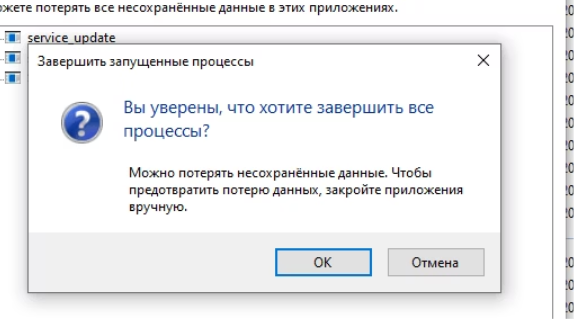 ожете потерять все несохранённые данные в этих приложениях.
service_update
Завершить запущенные процессы
Вы уверены, что хотите завершить все
процессы?
Можно потерять несохранённые данные. Чтобы
предотвратить потерю данных, закройте приложения
вручную.
OK
Отмена